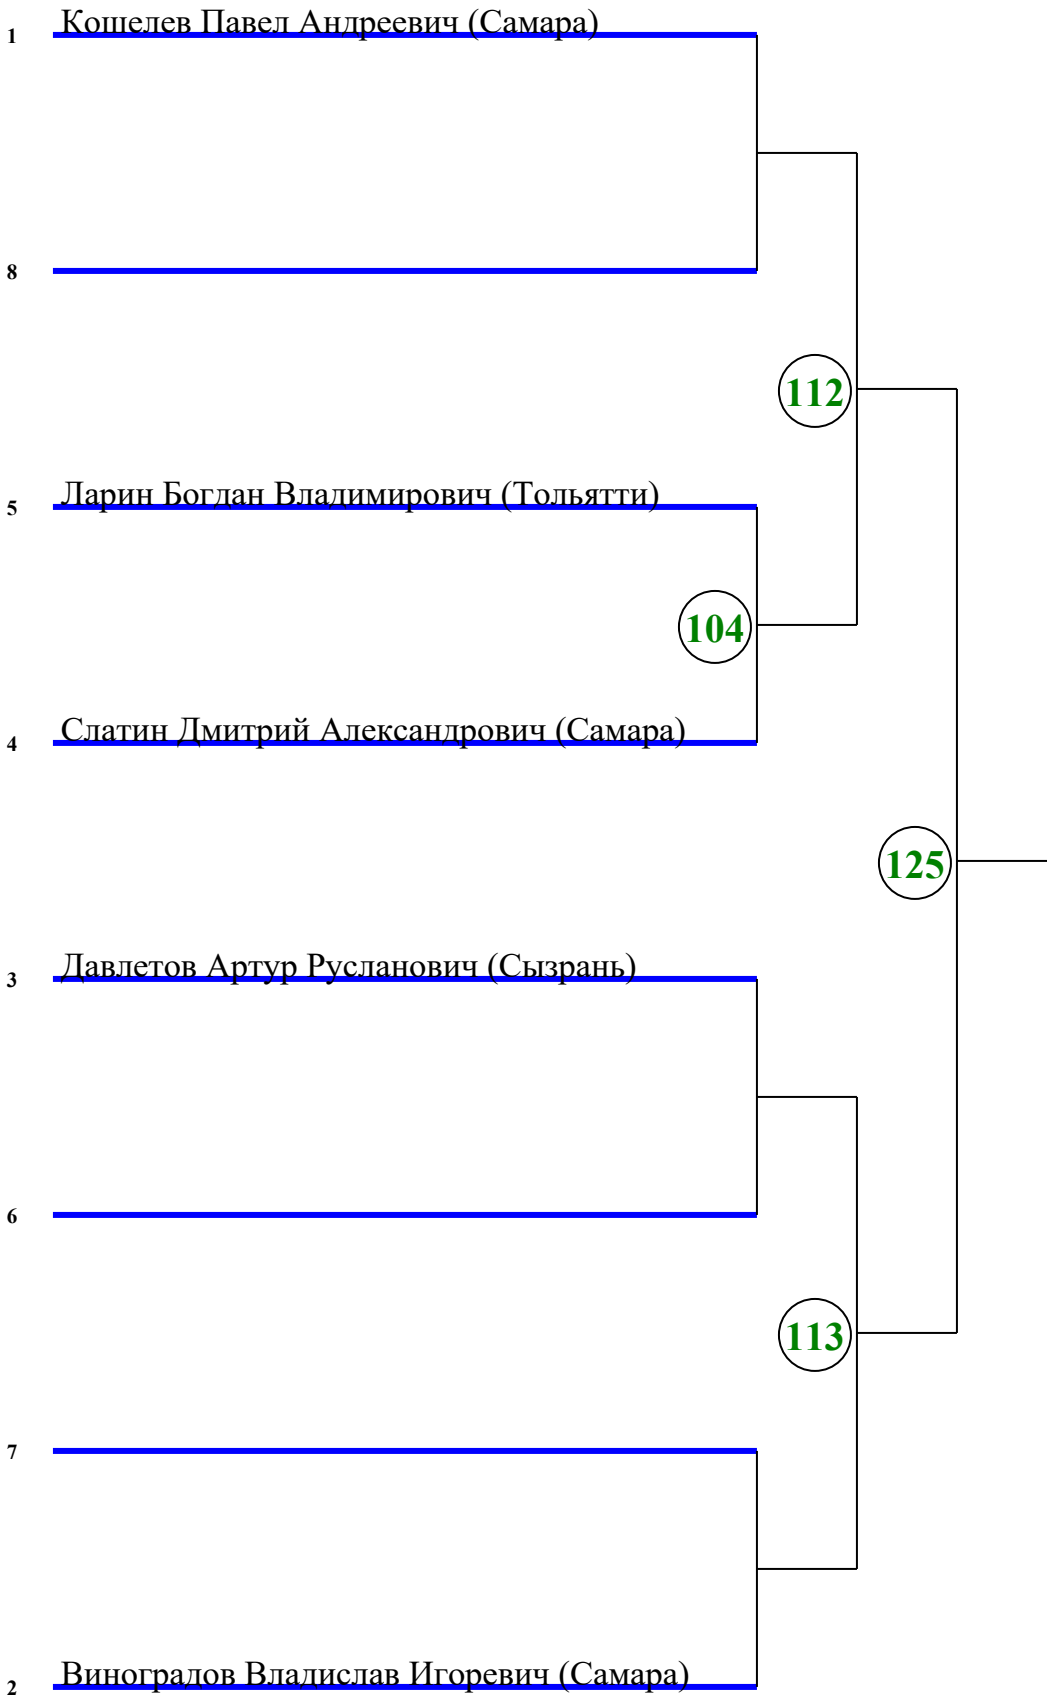 1 Кошелев Павел Андреевич (Самара)
8
112
5 Ларин Богдан Владимирович (Тольятти)
104
4 Слатин Дмитрий Александрович (Самара)
125
3 Давлетов Артур Русланович (Сызрань)
6
113
7
2 Виноградов Владислав Игоревич (Самара)